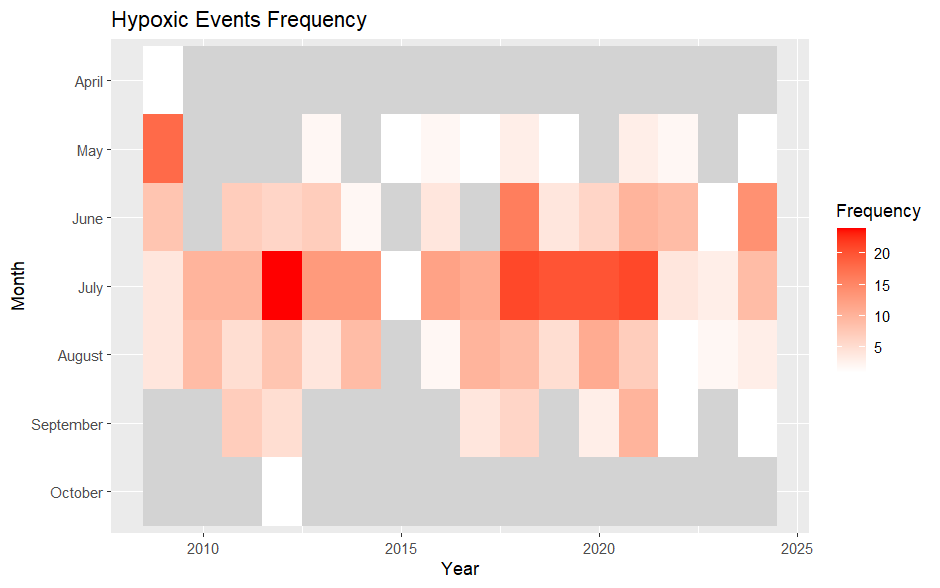 Hypoxic Events Frequency
April
May
June
July
August
September
October
Month
2010
2015
2020
2025
Year
Frequency
20
15
10
5